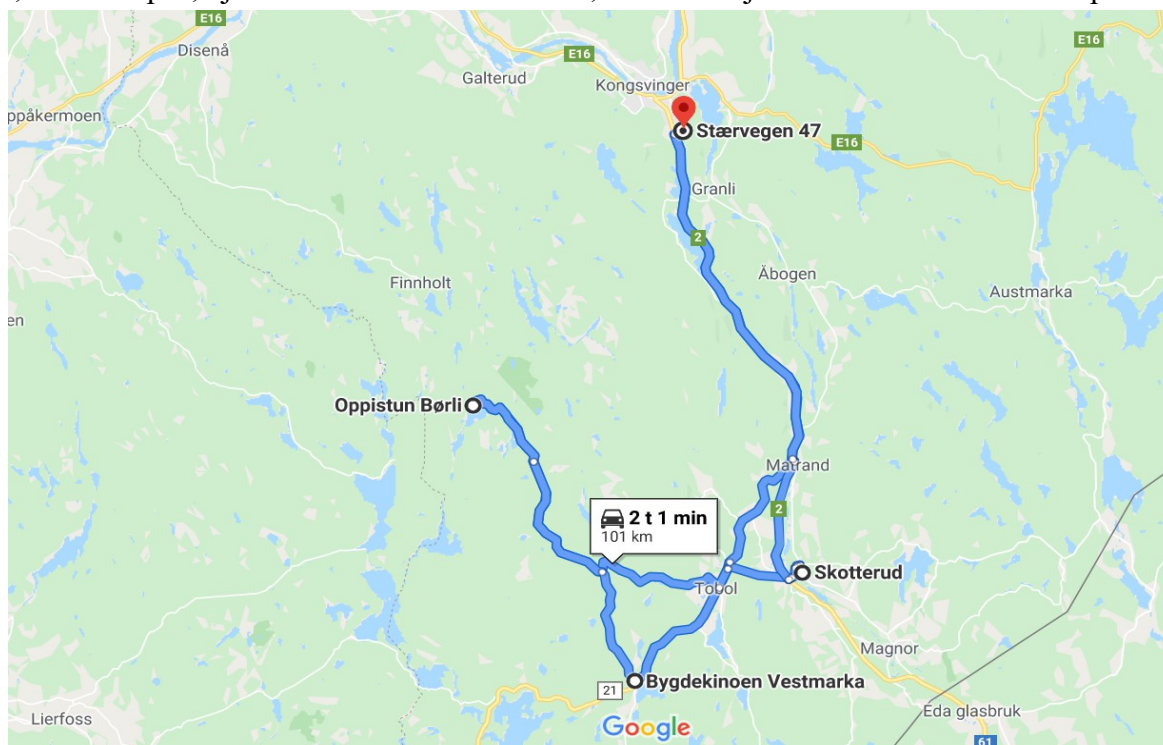 E16
E16
E16
Disenå
Galterud
Kongsvinger
Stærvegen 47
E16
Granli
2
Åbogen
Finnholt
Austmarka
en
Oppistun Børli
Matrand
2 t 1 min
101 km
2
Skotterud
Tobol
Magnor
21
Bygdekinoen Vestmarka
Lierfoss
Google
Eda glasbruk
61